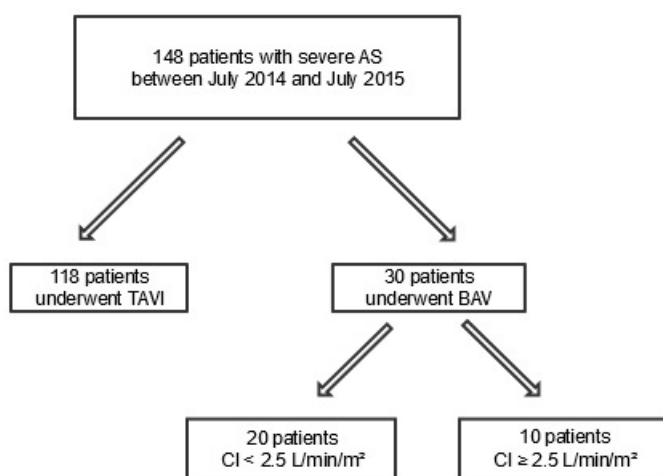 148 patients with severe AS
between July 2014 and July 2015
118 patients
underwent TAVI
30 patients
underwent BAV
20 patients
CI < 2.5 L/min/m²
10 patients
CI ≥ 2.5 L/min/m²